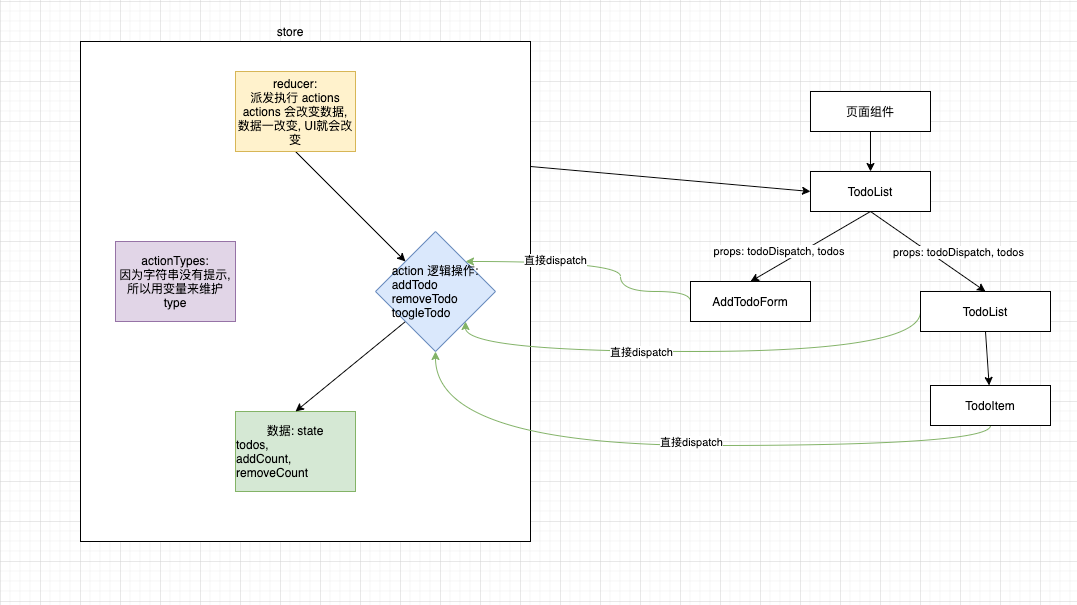 store
reducer:
派发执行 actions
actions 会改变数据,
数据一改变, UI就会改
变
页面组件
TodoList
props: todoDispatch, todos
props: todoDispatch, todos
actionTypes:
因为字符串没有提示,
所以用变量来维护
type
action 逻辑操作:
addTodo
removeTodo
toogleTodo
直接dispatch
AddTodoForm
TodoList
直接dispatch
TodoItem
直接dispatch
数据: state
todos,
addCount,
removeCount